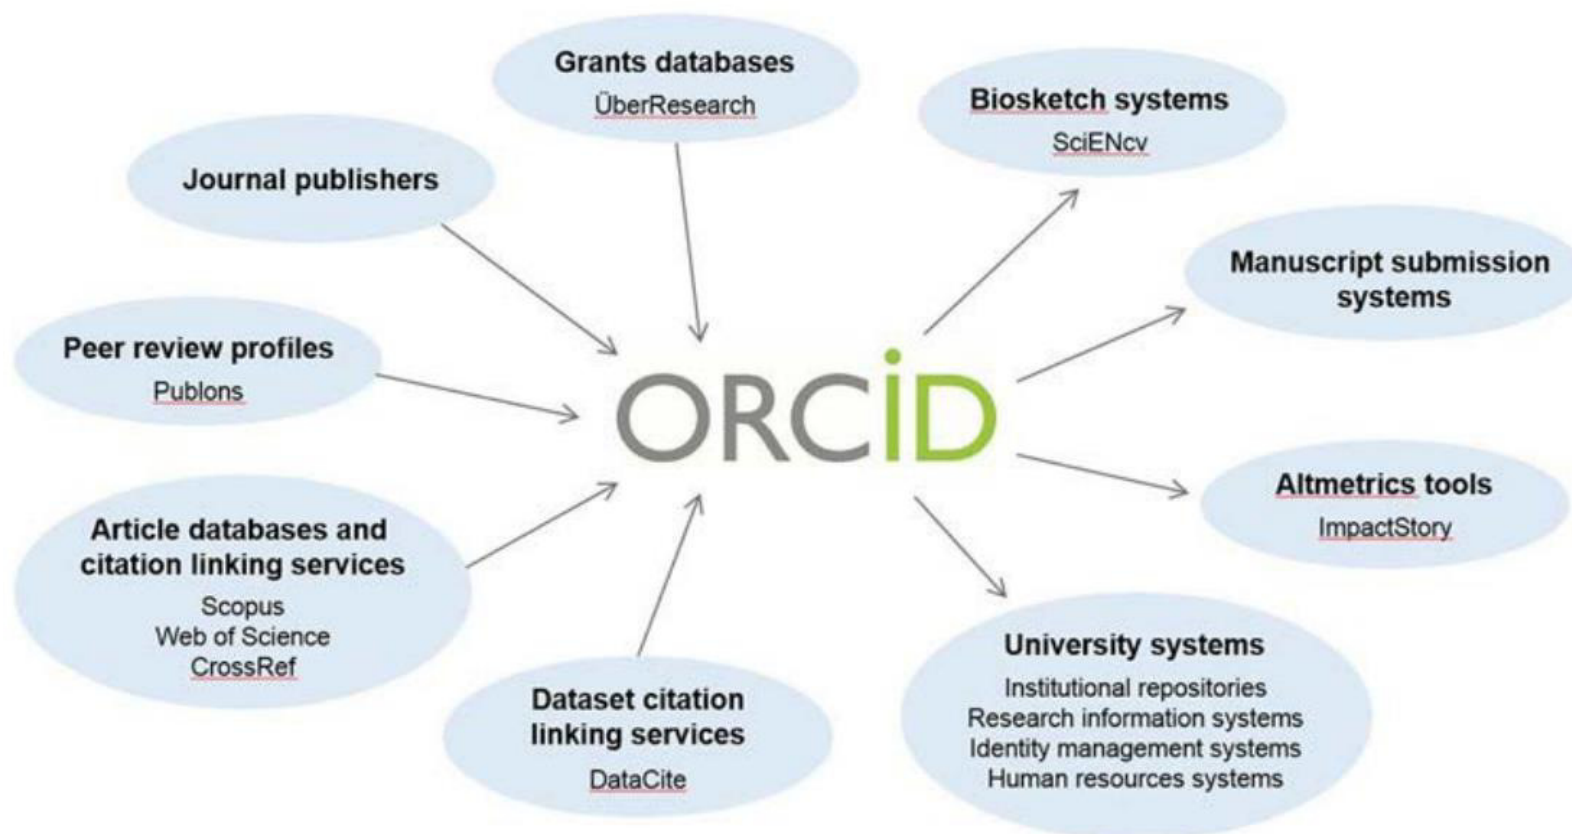 Grants databases
ÜberResearch
Biosketch systems
SciENcv
Journal publishers
Manuscript submission
systems
Peer review profiles
Publons
ORCiD
Altmetrics tools
ImpactStory
Article databases and
citation linking services
Scopus
Web of Science
CrossRef
Dataset citation
linking services
DataCite
University systems
Institutional repositories
Research information systems
Identity management systems
Human resources systems